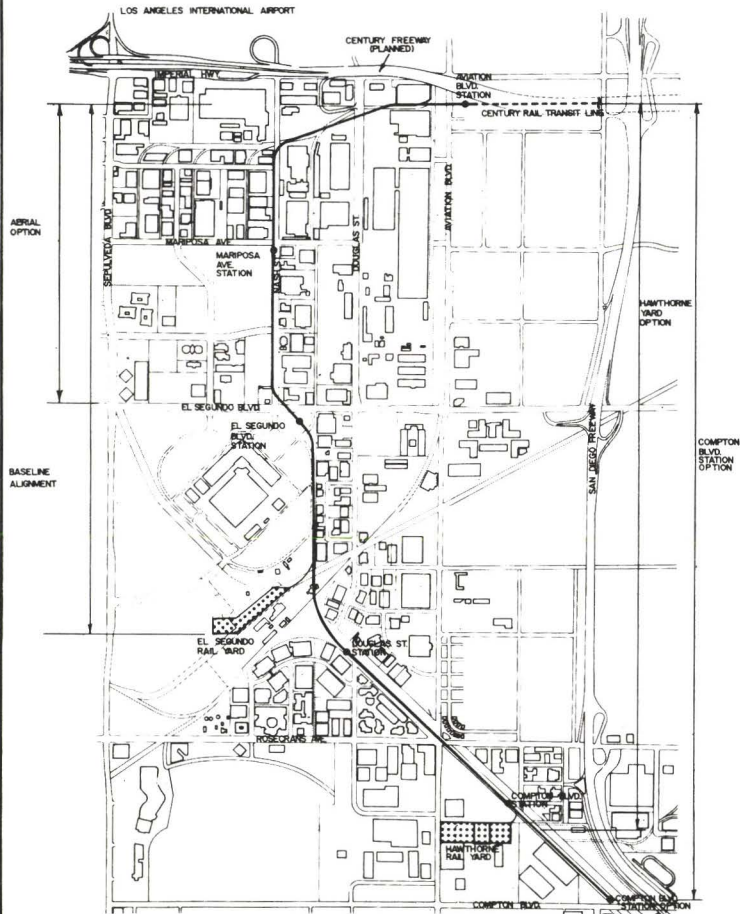 LOS ANGELES INTERNATIONAL AIRPORT
CENTURY FREEWAY
(PLANNED)
IMPERIAL HWY.
AVIATION
BLVD.
STATION
CENTURY RAIL TRANSIT LINE
AERIAL
OPTION
SEPULVEDA BLVD.
MARIPOSA AVE.
MARIPOSA
AVE.
STATION
NASH ST.
DOUGLAS ST.
AVIATION BLVD.
HAWTHORNE
YARD
OPTION
EL SEGUNDO BLVD.
EL SEGUNDO
BLVD.
STATION
SAN DIEGO FREEWAY
COMPTON
BLVD.
STATION
OPTION
BASELINE
ALIGNMENT
EL SEGUNDO
RAIL YARD
DOUGLAS ST.
STATION
ROSECRANS AVE.
COMPTON BLVD.
STATION
HAWTHORNE
RAIL YARD
COMPTON BLVD.
COMPTON BLVD.
STATION OPTION